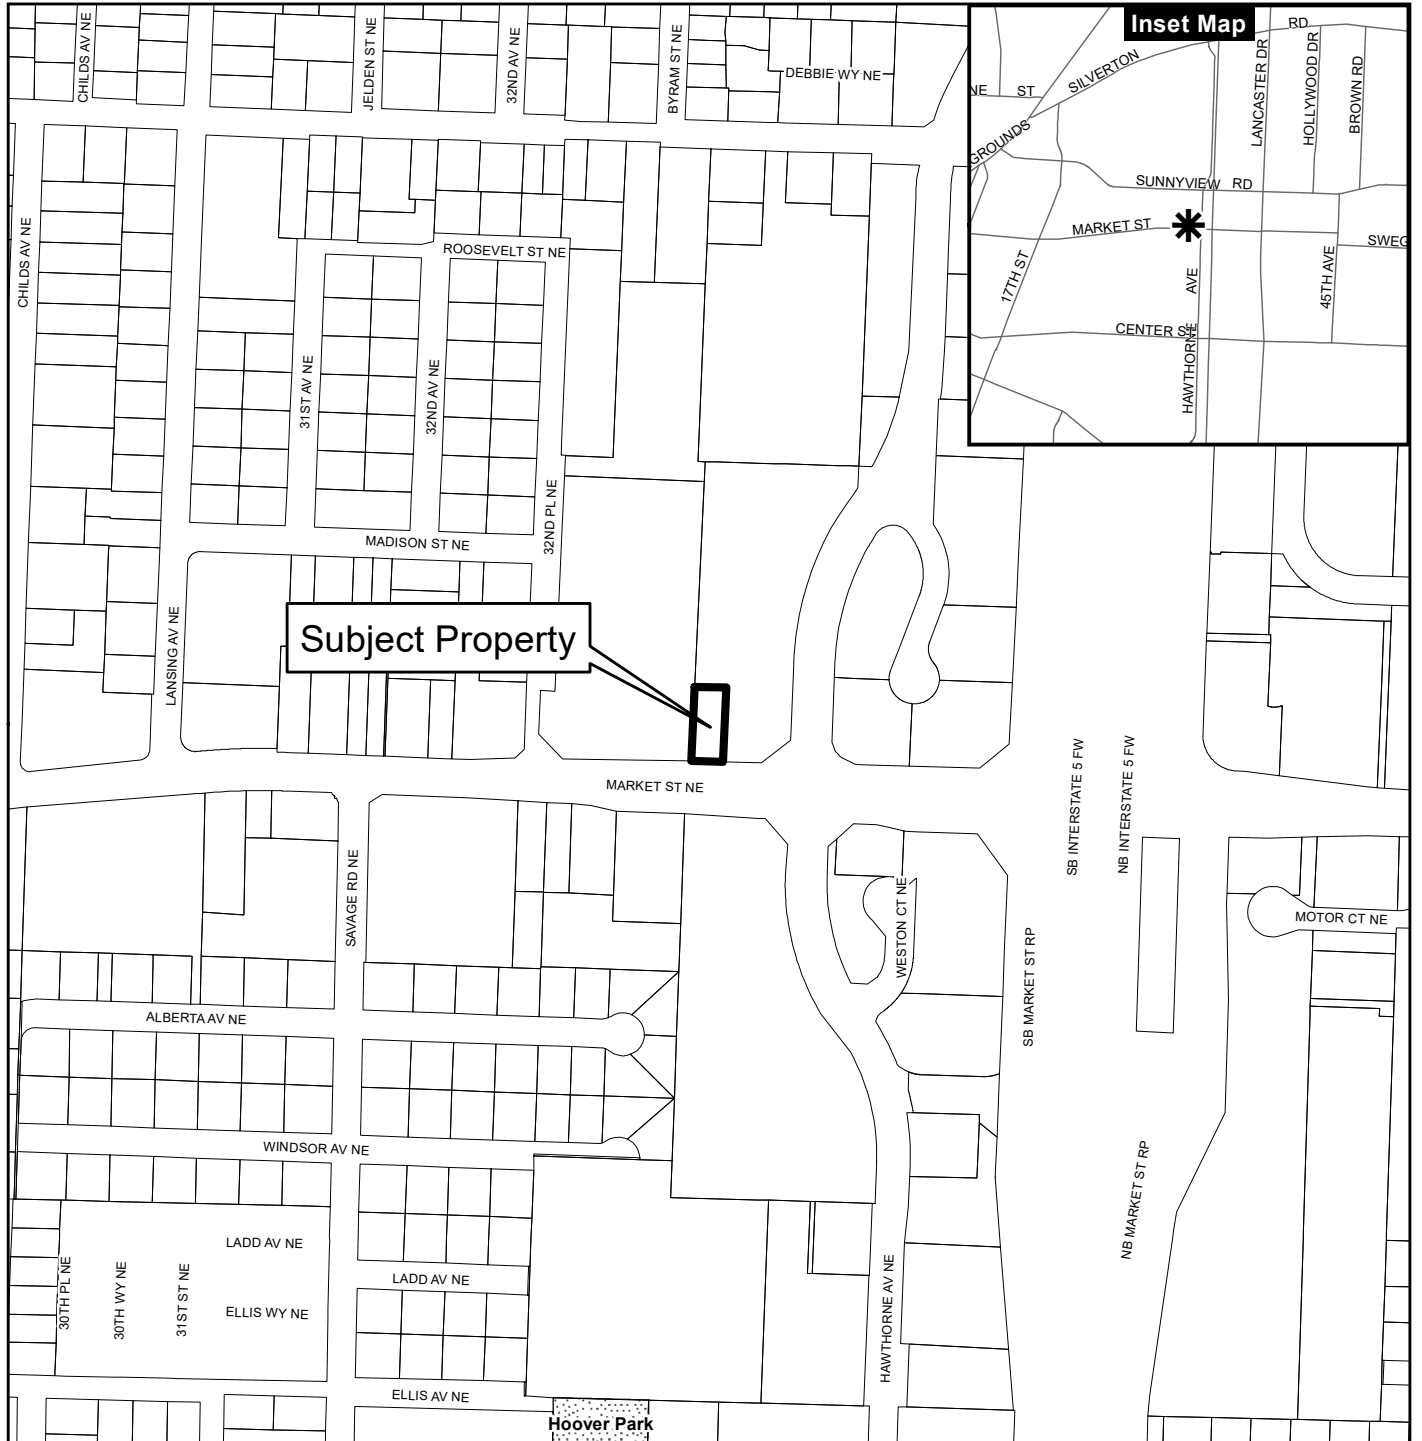 CHILDS AV NE
JELDEN ST NE
32ND AV NE
BYRAM ST NE
DEBBIE WY NE
Inset Map
RD
SILVERTON
NE ST
GROUNDS
LANCASTER DR
HOLLYWOOD DR
BROWN RD
SUNNYVIEW RD
MARKET ST
SWEG
17TH ST
AVE
45TH AVE
CENTER ST
HAWTHORNE
CHILDS AV NE
ROOSEVELT ST NE
31ST AV NE
32ND AV NE
32ND PL NE
MADISON ST NE
LANSING AV NE
Subject Property
MARKET ST NE
SB INTERSTATE 5 FW
NB INTERSTATE 5 FW
SAVAGE RD NE
WESTON CT NE
MOTOR CT NE
SB MARKET ST RP
ALBERTA AV NE
WINDSOR AV NE
NB MARKET ST RP
LADD AV NE
30TH PL NE
30TH WY NE
31ST ST NE
LADD AV NE
ELLIS WY NE
HAWTHORNE AV NE
ELLIS AV NE
Hoover Park